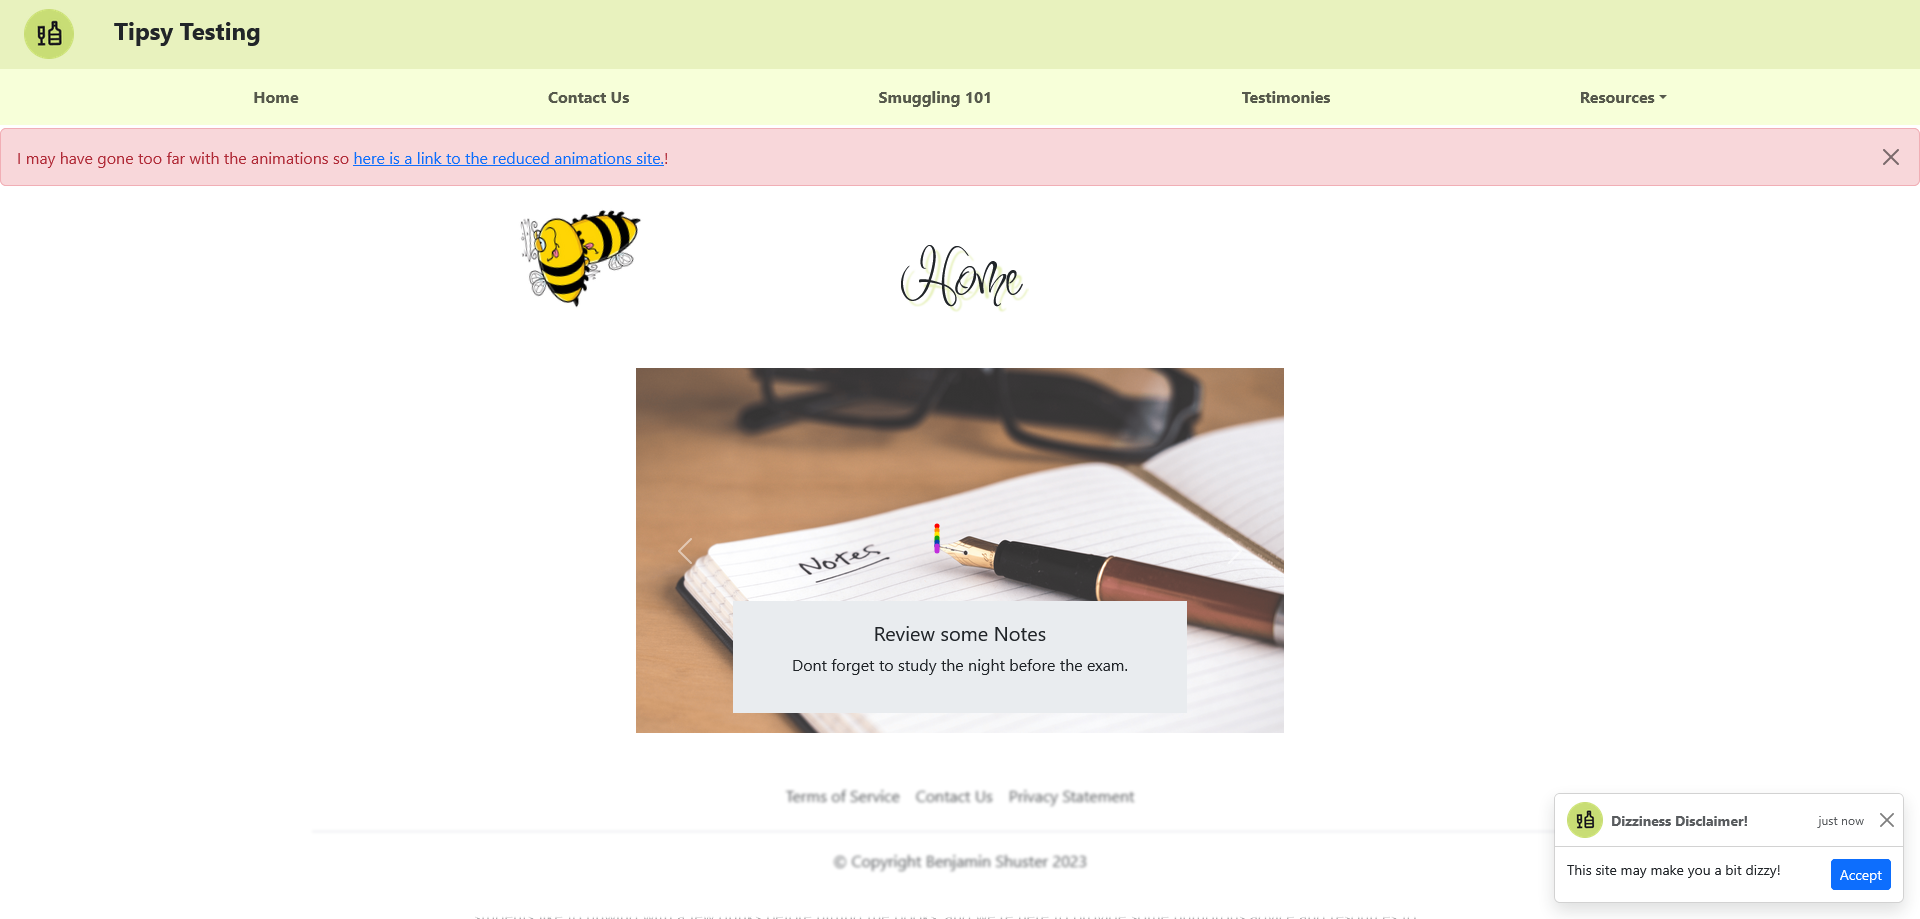 Tipsy Testing
Home
Contact Us
Smuggling 101
Testimonies
Resources
I may have gone too far with the animations so here is a link to the reduced animations site.!
Home
Notes
Review some Notes
Dont forget to study the night before the exam.
Terms of Service Contact Us Privacy Statement
© Copyright Benjamin Shuster 2023
Dizziness Disclaimer! just now
This site may make you a bit dizzy!
Accept